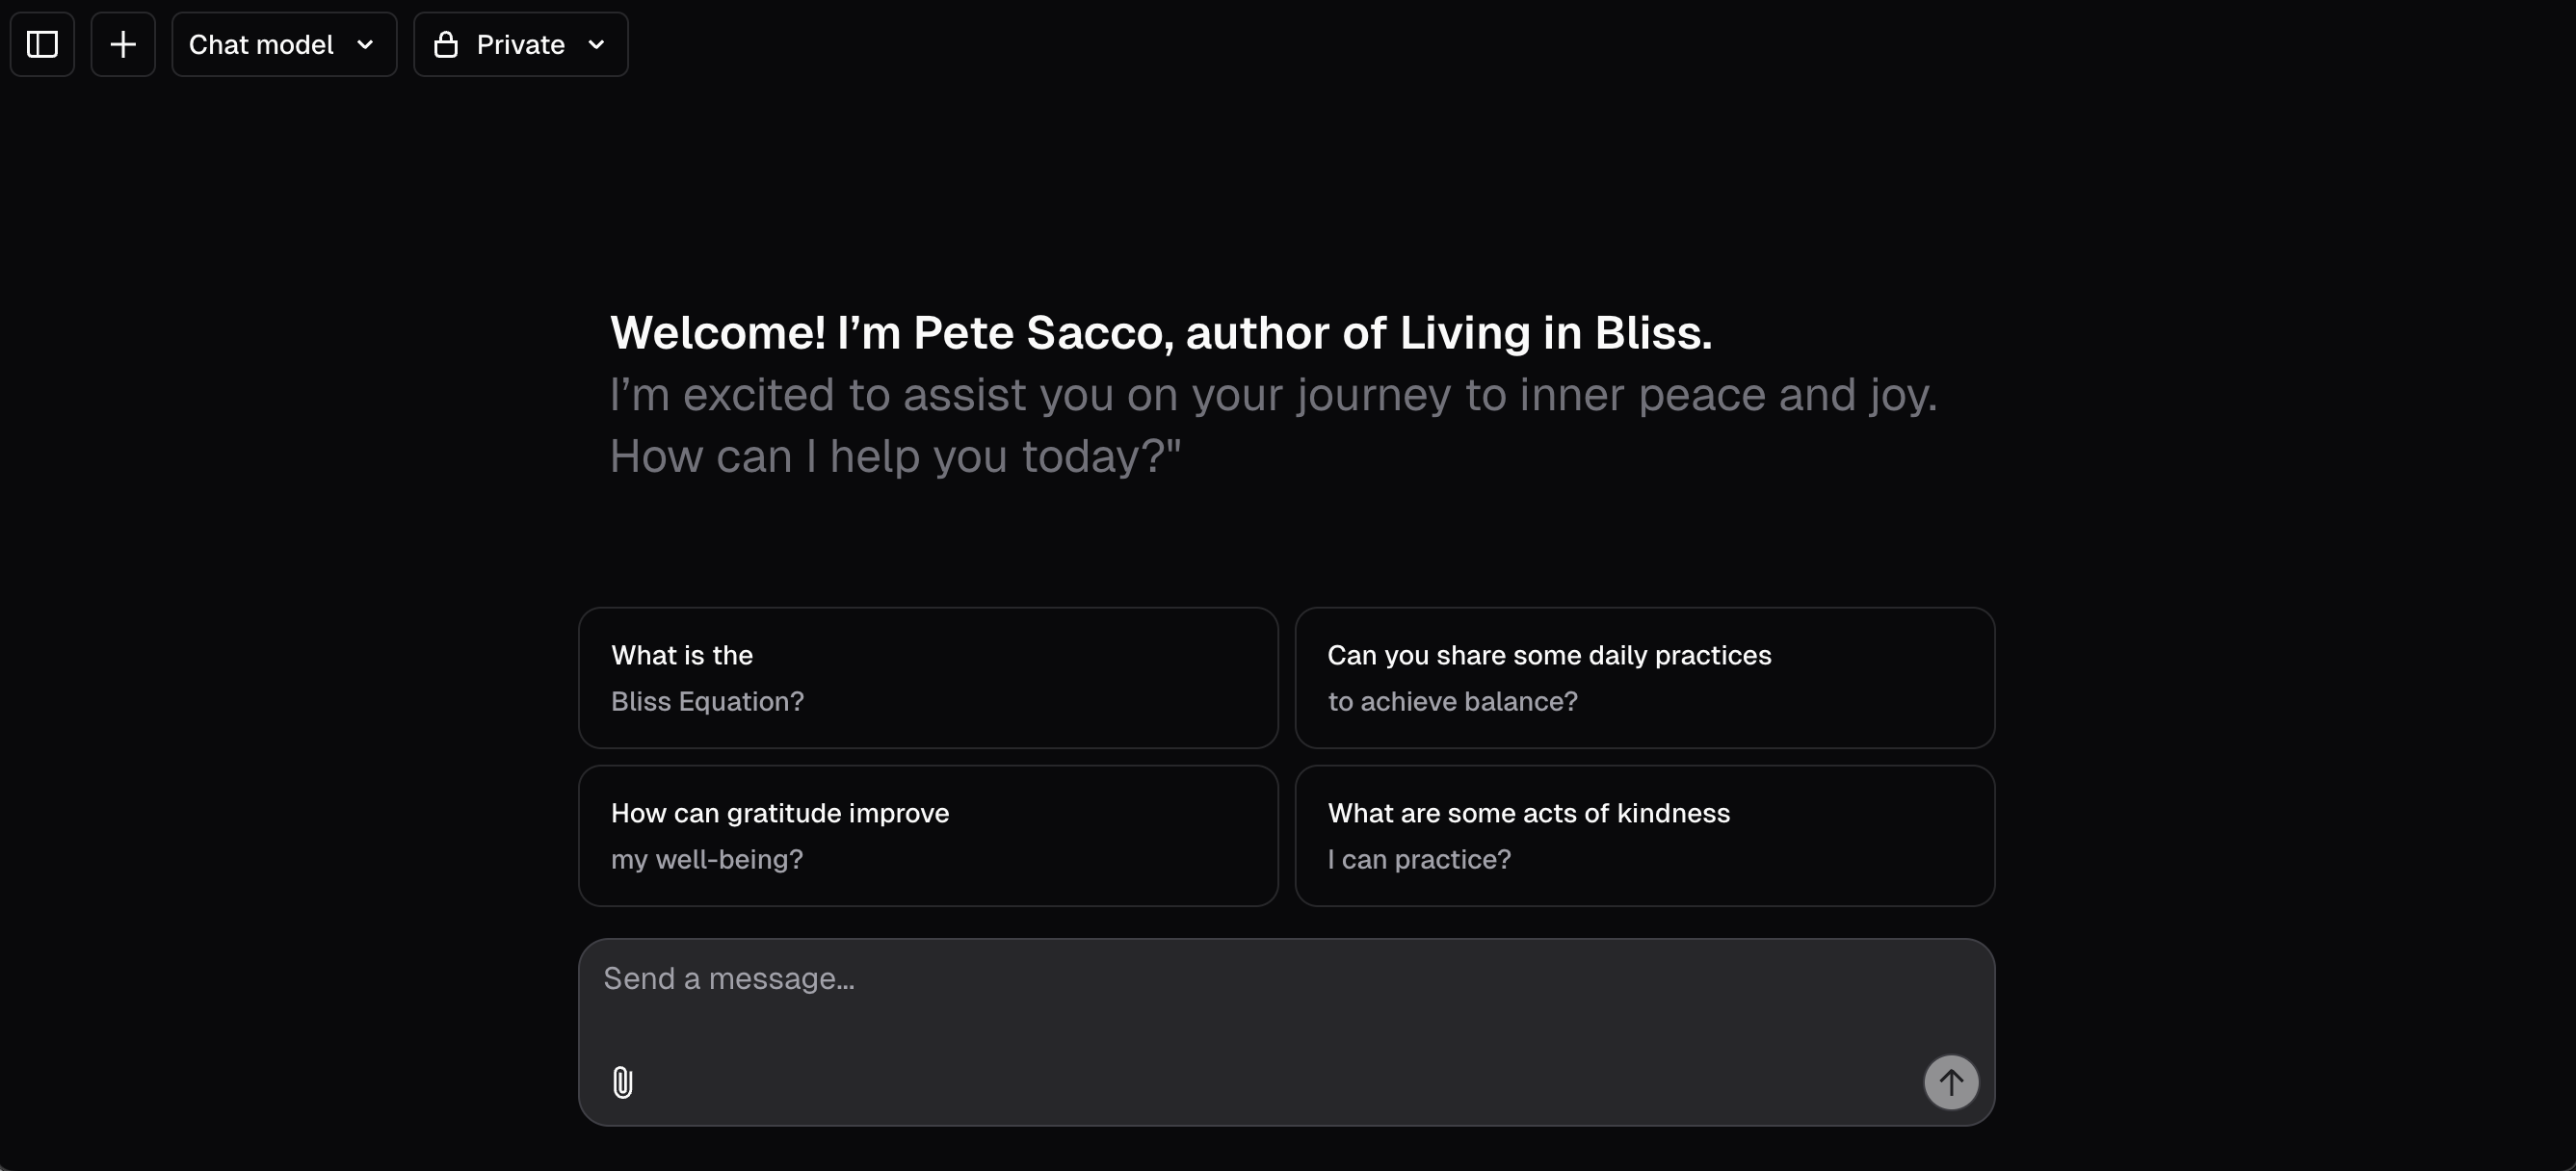 Chat model
Private
Welcome! I’m Pete Sacco, author of Living in Bliss.
I’m excited to assist you on your journey to inner peace and joy.
How can I help you today?"
What is the
Bliss Equation?
Can you share some daily practices
to achieve balance?
How can gratitude improve
my well-being?
What are some acts of kindness
I can practice?
Send a message...